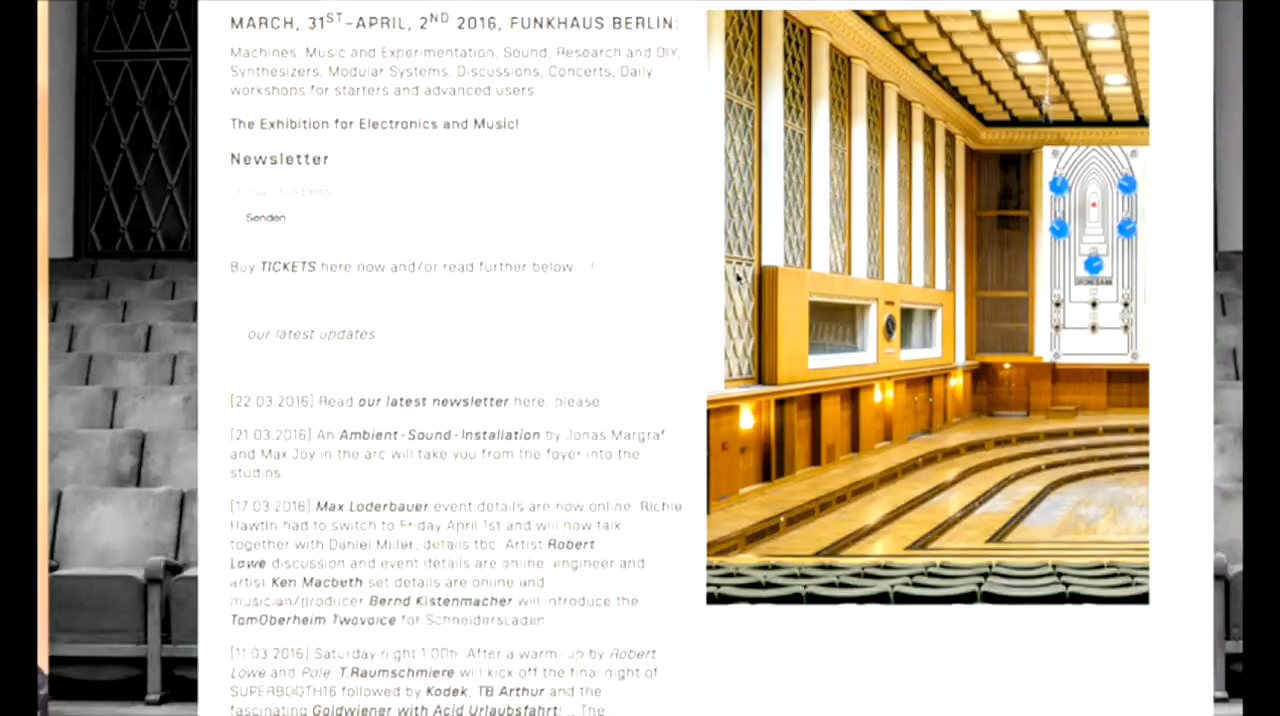 MARCH, 31ST–APRIL, 2ND 2016, FUNKHAUS BERLIN:
Machines, Music and Experimentation, Sound, Research and DIY,
Synthesizers, Modular Systems, Discussions, Concerts, Daily
workshops for starters and advanced users
The Exhibition for Electronics and Music!
Newsletter
Senden
Buy TICKETS here now and/or read further below !
our latest updates
[22 03 2016] Read our latest newsletter here, please.
[21 03 2016] An Ambient-Sound-Installation by Jonas Margraf
and Max Joy in the arc will take you from the foyer into the
studios
[17 03 2016] Max Loderbauer event details are now online. Richie
Hawtin had to switch to Friday April 1st and will now talk
together with Daniel Miller, details tbc. Artist Robert
Lowe discussion and event details are online engineer and
artist Ken Macbeth set details are online and
musician/producer Bernd Kistenmacher will introduce the
TomOberheim Twovoice for SchneidersLaden
[11 03 2016] Saturday night 1.00h. After a warm-up by Robert
Lowe and Pole, T.Raumschmiere will kick off the final night of
SUPERBOOTH16 followed by Kodek, TB Arthur and the
fascinating Goldwiener with Acid Urlaubsfahrt! The